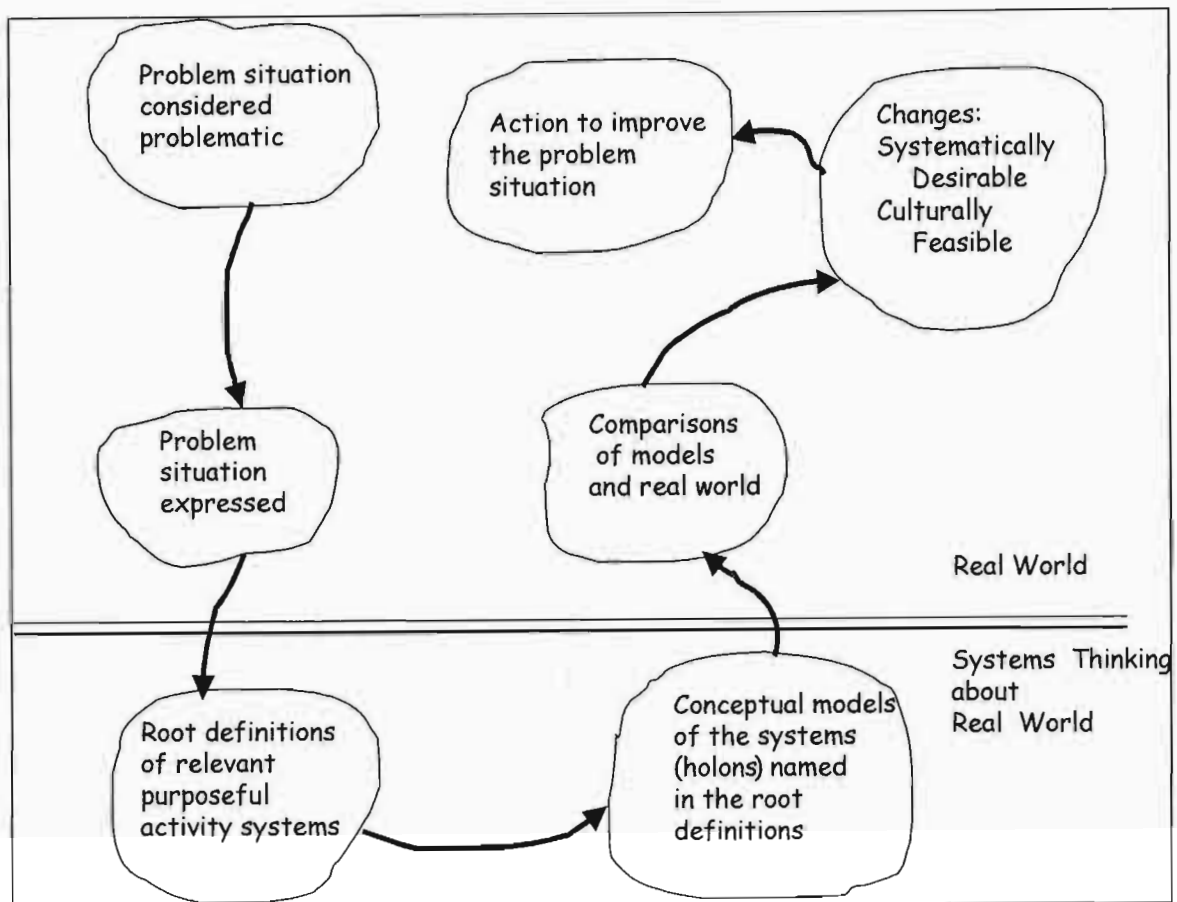 Problem situation
considered
problematic
Action to improve
the problem
situation
Changes:
Systematically
Desirable
Culturally
Feasible
Problem
situation
expressed
Comparisons
of models
and real world
Real World
Systems Thinking
about
Real World
Root definitions
of relevant
purposeful
activity systems
Conceptual models
of the systems
(holons) named
in the root
definitions